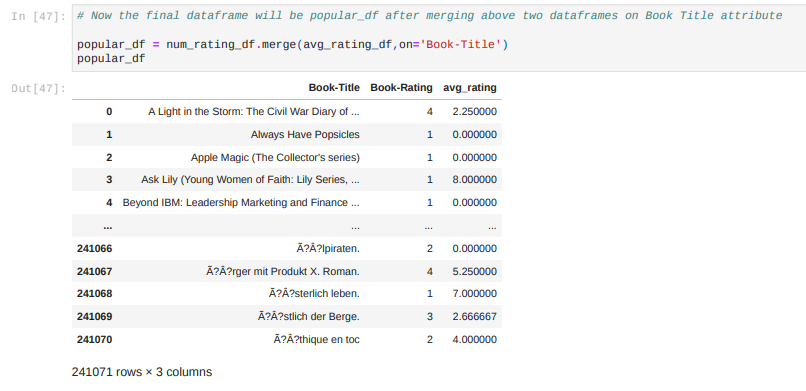 In [47]: # Now the final dataframe will be popular_df after merging above two dataframes on Book Title attribute
popular_df = num_rating_df.merge(avg_rating_df,on='Book-Title')
popular_df
Out[47]:
Book-Title Book-Rating avg_rating
0 A Light in the Storm: The Civil War Diary of ... 4 2.250000
1 Always Have Popsicles 1 0.000000
2 Apple Magic (The Collector's series) 1 0.000000
3 Ask Lily (Young Women of Faith: Lily Series, ... 1 8.000000
4 Beyond IBM: Leadership Marketing and Finance ... 1 0.000000
... ... ... ...
241066 Ã?Â?lpiraten. 2 0.000000
241067 Ã?Â?rger mit Produkt X. Roman. 4 5.250000
241068 Ã?Â?sterlich leben. 1 7.000000
241069 Ã?Â?stlich der Berge. 3 2.666667
241070 Ã?Â?thique en toc 2 4.000000
241071 rows × 3 columns